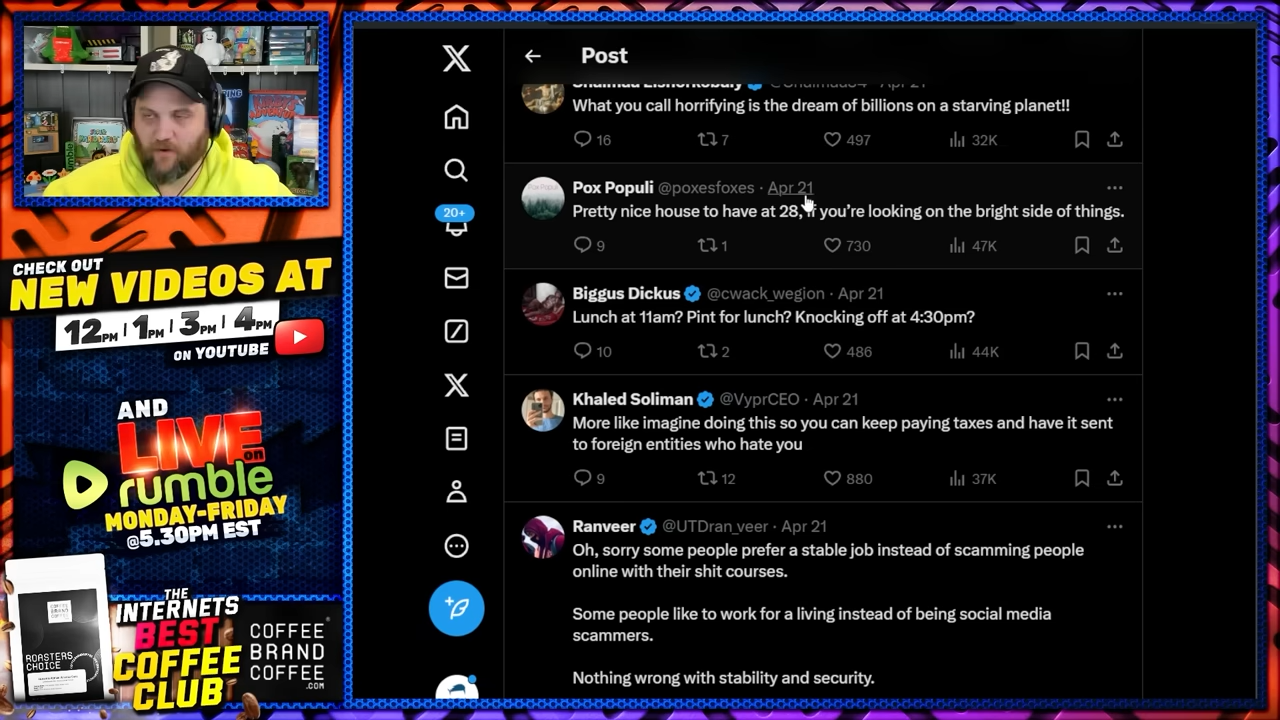 Post
Apr 21
What you call horrifying is the dream of billions on a starving planet!!
16
7
497
32K
Pox Populi @poxesfoxes · Apr 21
Pretty nice house to have at 28, if you're looking on the bright side of things.
9
1
730
47K
Biggus Dickus @cwack_wegion · Apr 21
Lunch at 11am? Pint for lunch? Knocking off at 4:30pm?
10
2
486
44K
Khaled Soliman @VyprCEO · Apr 21
More like imagine doing this so you can keep paying taxes and have it sent
to foreign entities who hate you
9
12
880
37K
Ranveer @UTDran_veer · Apr 21
Oh, sorry some people prefer a stable job instead of scamming people
online with their shit courses.
Some people like to work for a living instead of being social media
scammers.
Nothing wrong with stability and security.
20+
CHECK OUT
NEW VIDEOS AT
12PM | 1PM | 3PM | 4PM
ON YOUTUBE
AND
LIVE
on
rumble
MONDAY-FRIDAY
@5.30PM EST
THE
INTERNETS
BEST
COFFEE
CLUB
COFFEE
BRAND
COFFEE
.COM
COFFEE
BRAND
COFFEE
ROASTERS
CHOICE